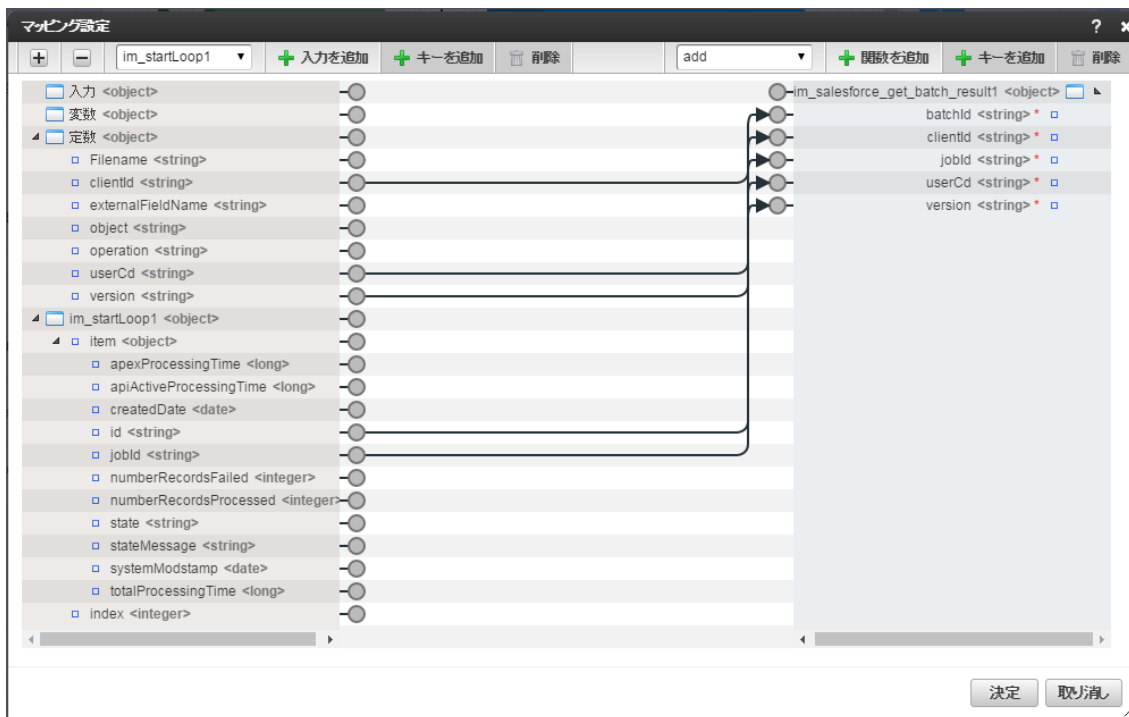 マッピング設定 ?
im_startLoop1 入力を追加 キーを追加 削除 add 関数を追加 キーを追加 削除
入力 <object> im_salesforce_get_batch_result1 <object>
変数 <object> batchId <string> *
定数 <object> clientId <string> *
Filename <string> jobId <string> *
clientId <string> userCd <string> *
externalFieldName <string> version <string> *
object <string>
operation <string>
userCd <string>
version <string>
im_startLoop1 <object>
item <object>
apexProcessingTime <long>
apiActiveProcessingTime <long>
createdDate <date>
id <string>
jobId <string>
numberRecordsFailed <integer>
numberRecordsProcessed <integer>
state <string>
stateMessage <string>
systemModstamp <date>
totalProcessingTime <long>
index <integer>
決定 取り消し